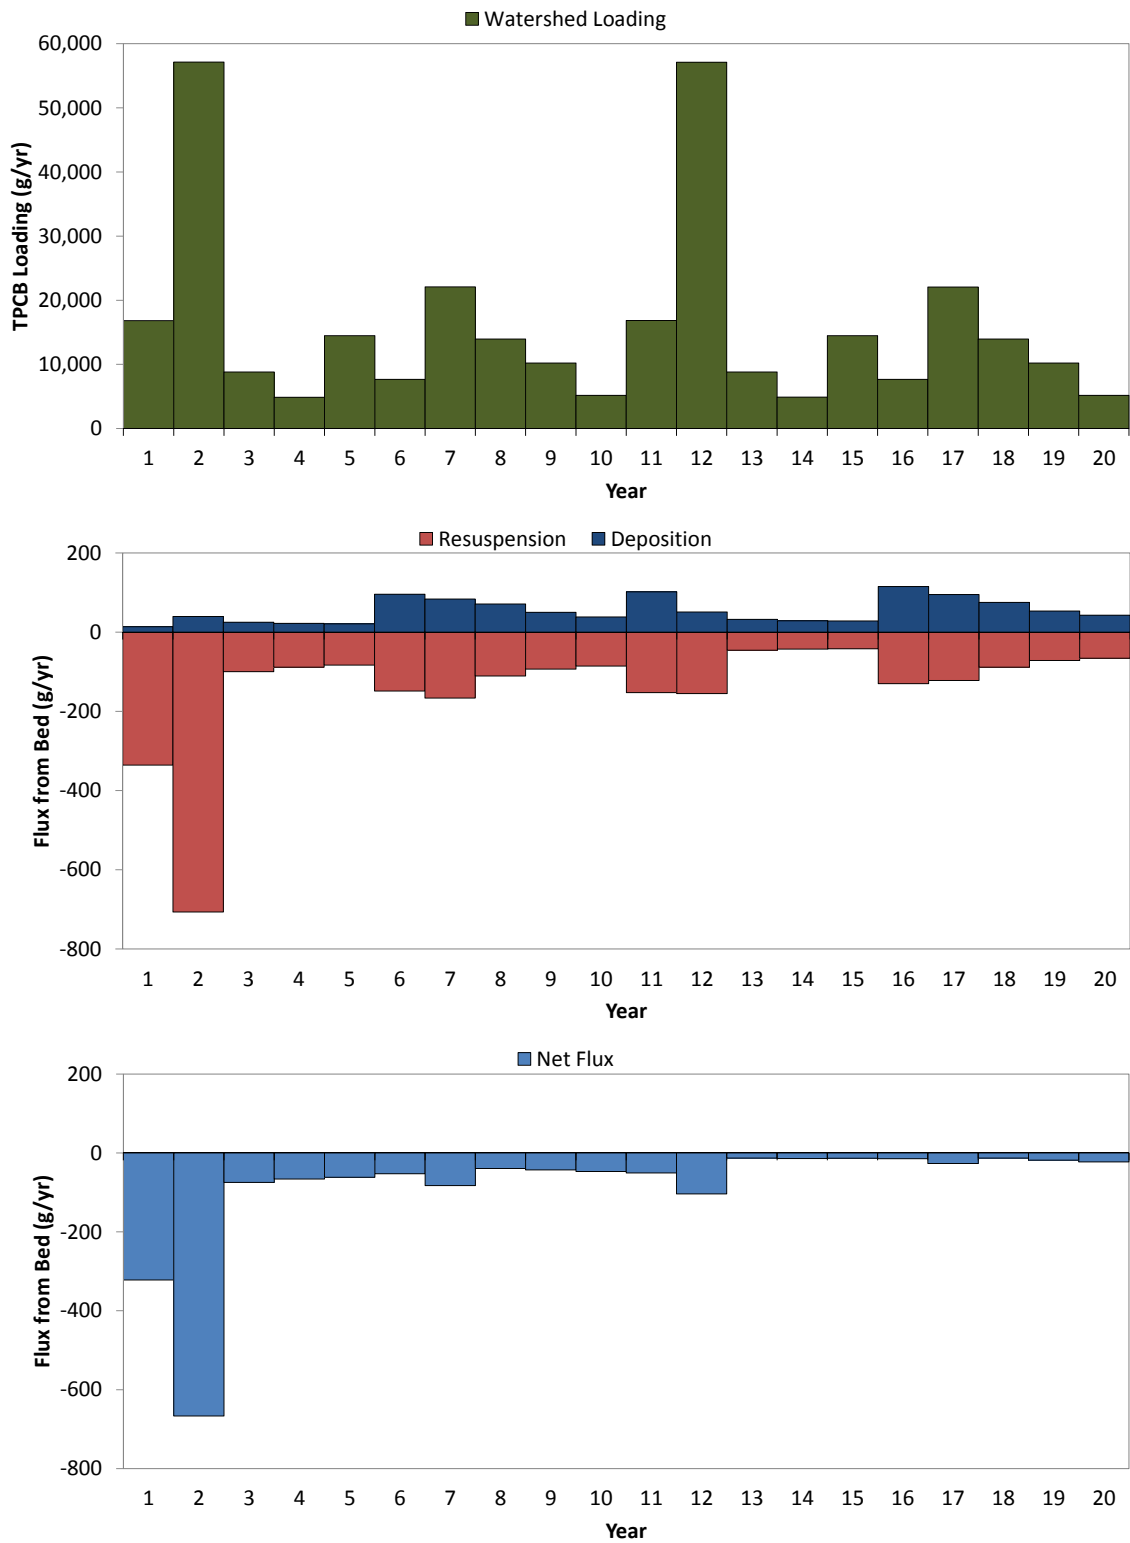 Watershed Loading
60,000
50,000
40,000
30,000
20,000
10,000
0
TPCB Loading (g/yr)
1 2 3 4 5 6 7 8 9 10 11 12 13 14 15 16 17 18 19 20
Year
Resuspension Deposition
200
0
-200
-400
-600
-800
Flux from Bed (g/yr)
1 2 3 4 5 6 7 8 9 10 11 12 13 14 15 16 17 18 19 20
Year
Net Flux
200
0
-200
-400
-600
-800
Flux from Bed (g/yr)
1 2 3 4 5 6 7 8 9 10 11 12 13 14 15 16 17 18 19 20
Year